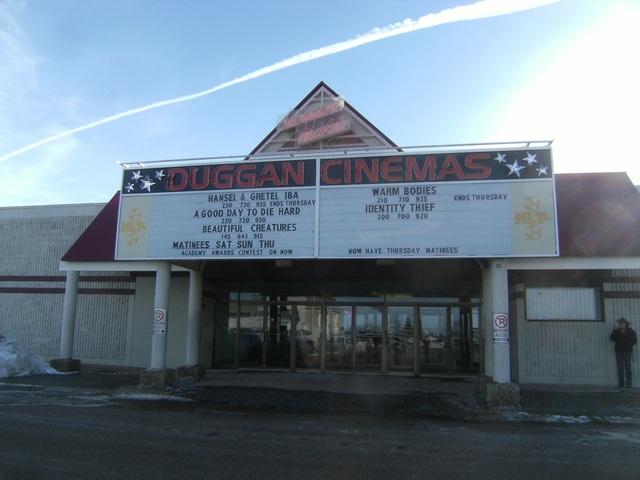 DUGGAN CINEMAS
HANSEL & GRETEL 18A
230 730 935 ENDS THURSDAY
A GOOD DAY TO DIE HARD
220 720 930
BEAUTIFUL CREATURES
145 645 915
MATINEES SAT SUN THU
ACADEMY AWARDS CONTEST ON NOW
WARM BODIES
210 710 925 ENDS THURSDAY
IDENTITY THIEF
200 700 920
NOW HAVE THURSDAY MATINEES